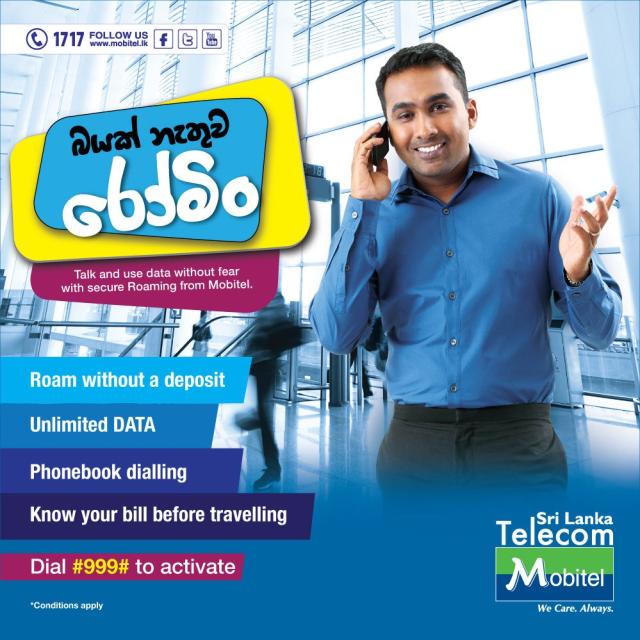 1717 FOLLOW US
www.mobitel.lk
බයක් නැතුව
රෝමිං
Talk and use data without fear
with secure Roaming from Mobitel.
Roam without a deposit
Unlimited DATA
Phonebook dialling
Know your bill before travelling
Dial #999# to activate
*Conditions apply
Sri Lanka
Telecom
Mobitel
We Care. Always.